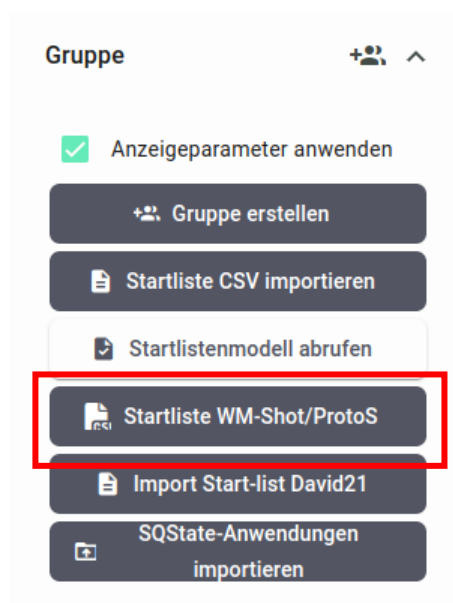 Gruppe
Anzeigeparameter anwenden
Gruppe erstellen
Startliste CSV importieren
Startlistenmodell abrufen
Startliste WM-Shot/ProtoS
Import Start-list David21
SQState-Anwendungen
importieren